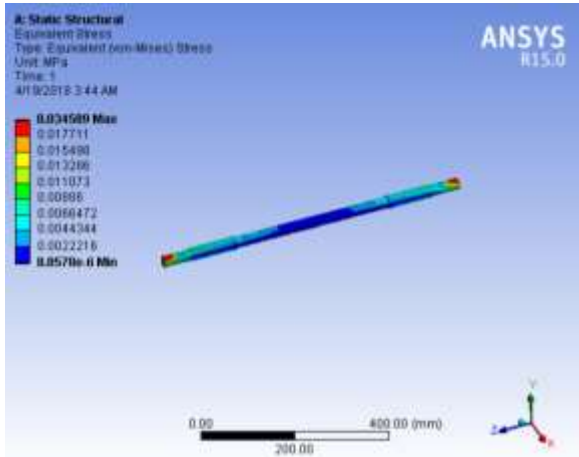 A: Static Structural
Equivalent Stress
Type: Equivalent (von-Mises) Stress
Unit: MPa
Time: 1
4/19/2018 3:44 AM
ANSYS
R15.0
0.034589 Max
0.017711
0.015498
0.013286
0.011073
0.00886
0.0066472
0.0044344
0.0022216
Min
0.00
400.00 (mm)
200.00
Y
Z
X